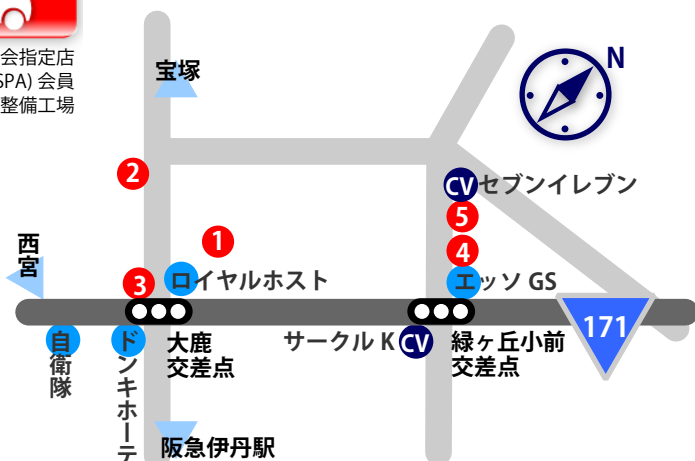 会指定店
SPA) 会員
整備工場
宝塚
N
2
CV セブンイレブン
5
西宮
1
4
3
ロイヤルホスト
エッソ GS
171
自衛隊
ドンキホーテ
大鹿
交差点
サークル K CV
緑ヶ丘小前
交差点
阪急伊丹駅